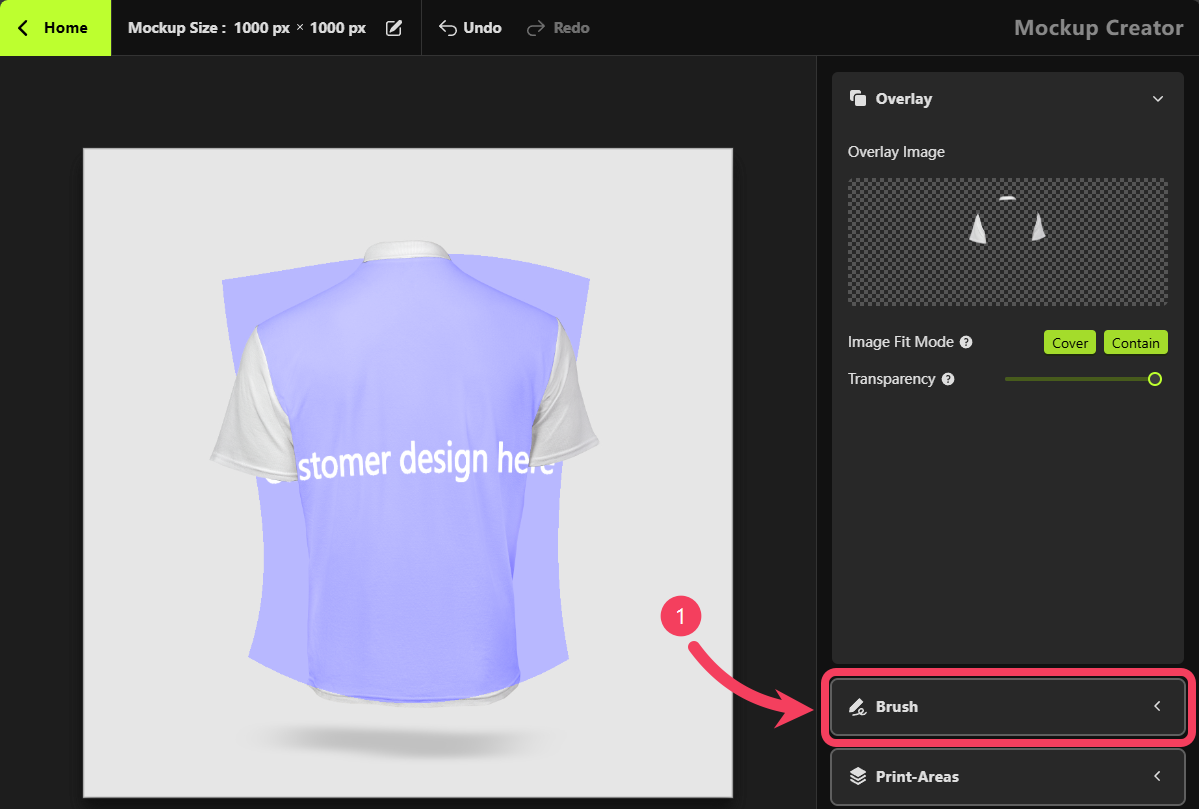 Home
Mockup Size : 1000 px × 1000 px
Undo
Redo
Mockup Creator
Overlay
Overlay Image
Image Fit Mode ?
Cover
Contain
Transparency ?
stomer design here
1
Brush
Print-Areas